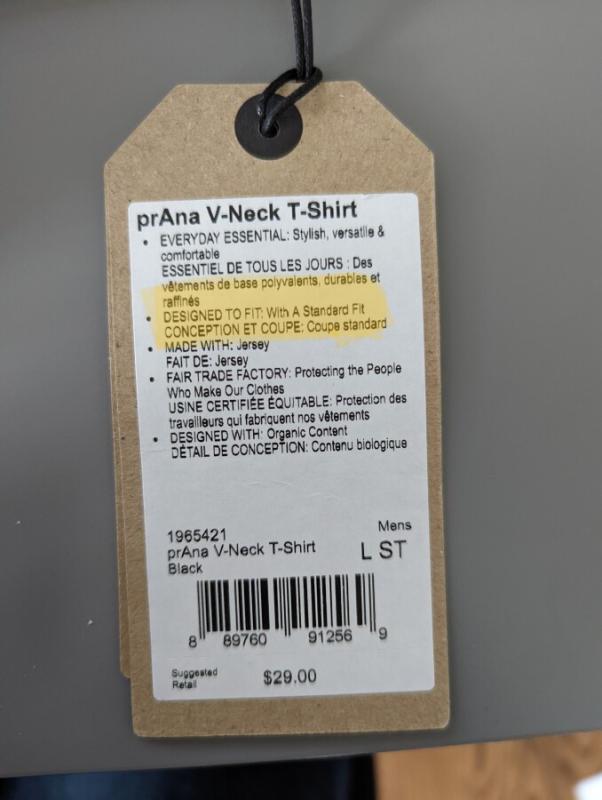 prAna V-Neck T-Shirt
• EVERYDAY ESSENTIAL: Stylish, versatile &
comfortable
ESSENTIEL DE TOUS LES JOURS : Des
vêtements de base polyvalents, durables et
raffinés
• DESIGNED TO FIT: With A Standard Fit
CONCEPTION ET COUPE: Coupe standard
• MADE WITH: Jersey
FAIT DE: Jersey
• FAIR TRADE FACTORY: Protecting the People
Who Make Our Clothes
USINE CERTIFIÉE ÉQUITABLE: Protection des
travailleurs qui fabriquent nos vêtements
• DESIGNED WITH: Organic Content
DÉTAIL DE CONCEPTION: Contenu biologique
1965421 Mens
prAna V-Neck T-Shirt L ST
Black
8 89760 91256 9
Suggested
Retail $29.00